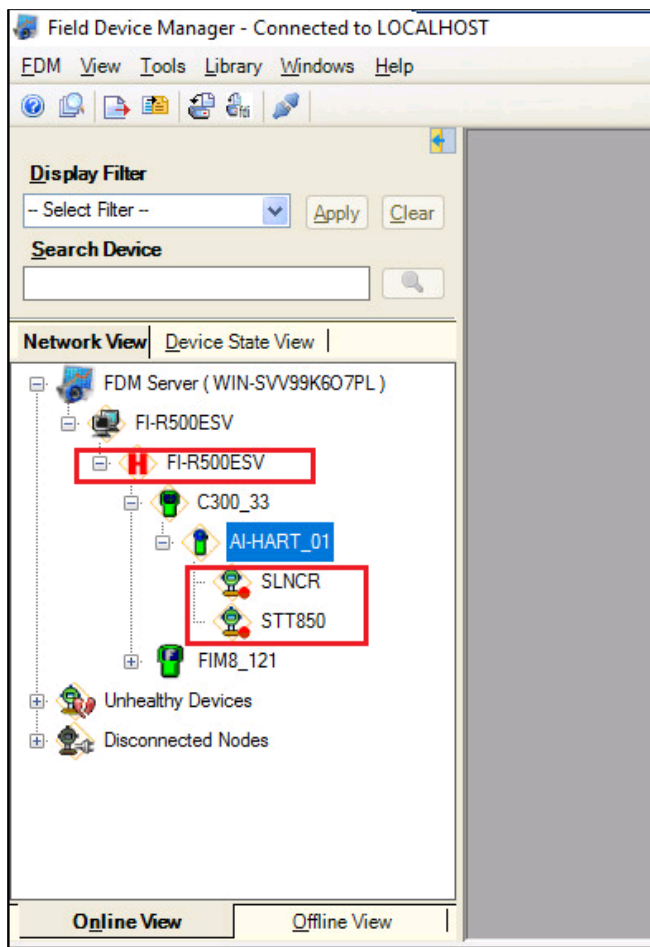 Field Device Manager - Connected to LOCALHOST
FDM View Tools Library Windows Help
fdi
Display Filter
-- Select Filter --
Apply
Clear
Search Device
Network View
Device State View
FDM Server ( WIN-SVV99K6O7PL )
FI-R500ESV
H FI-R500ESV
C300_33
AI-HART_01
SLNCR
STT850
F FIM8_121
Unhealthy Devices
Disconnected Nodes
Online View
Offline View